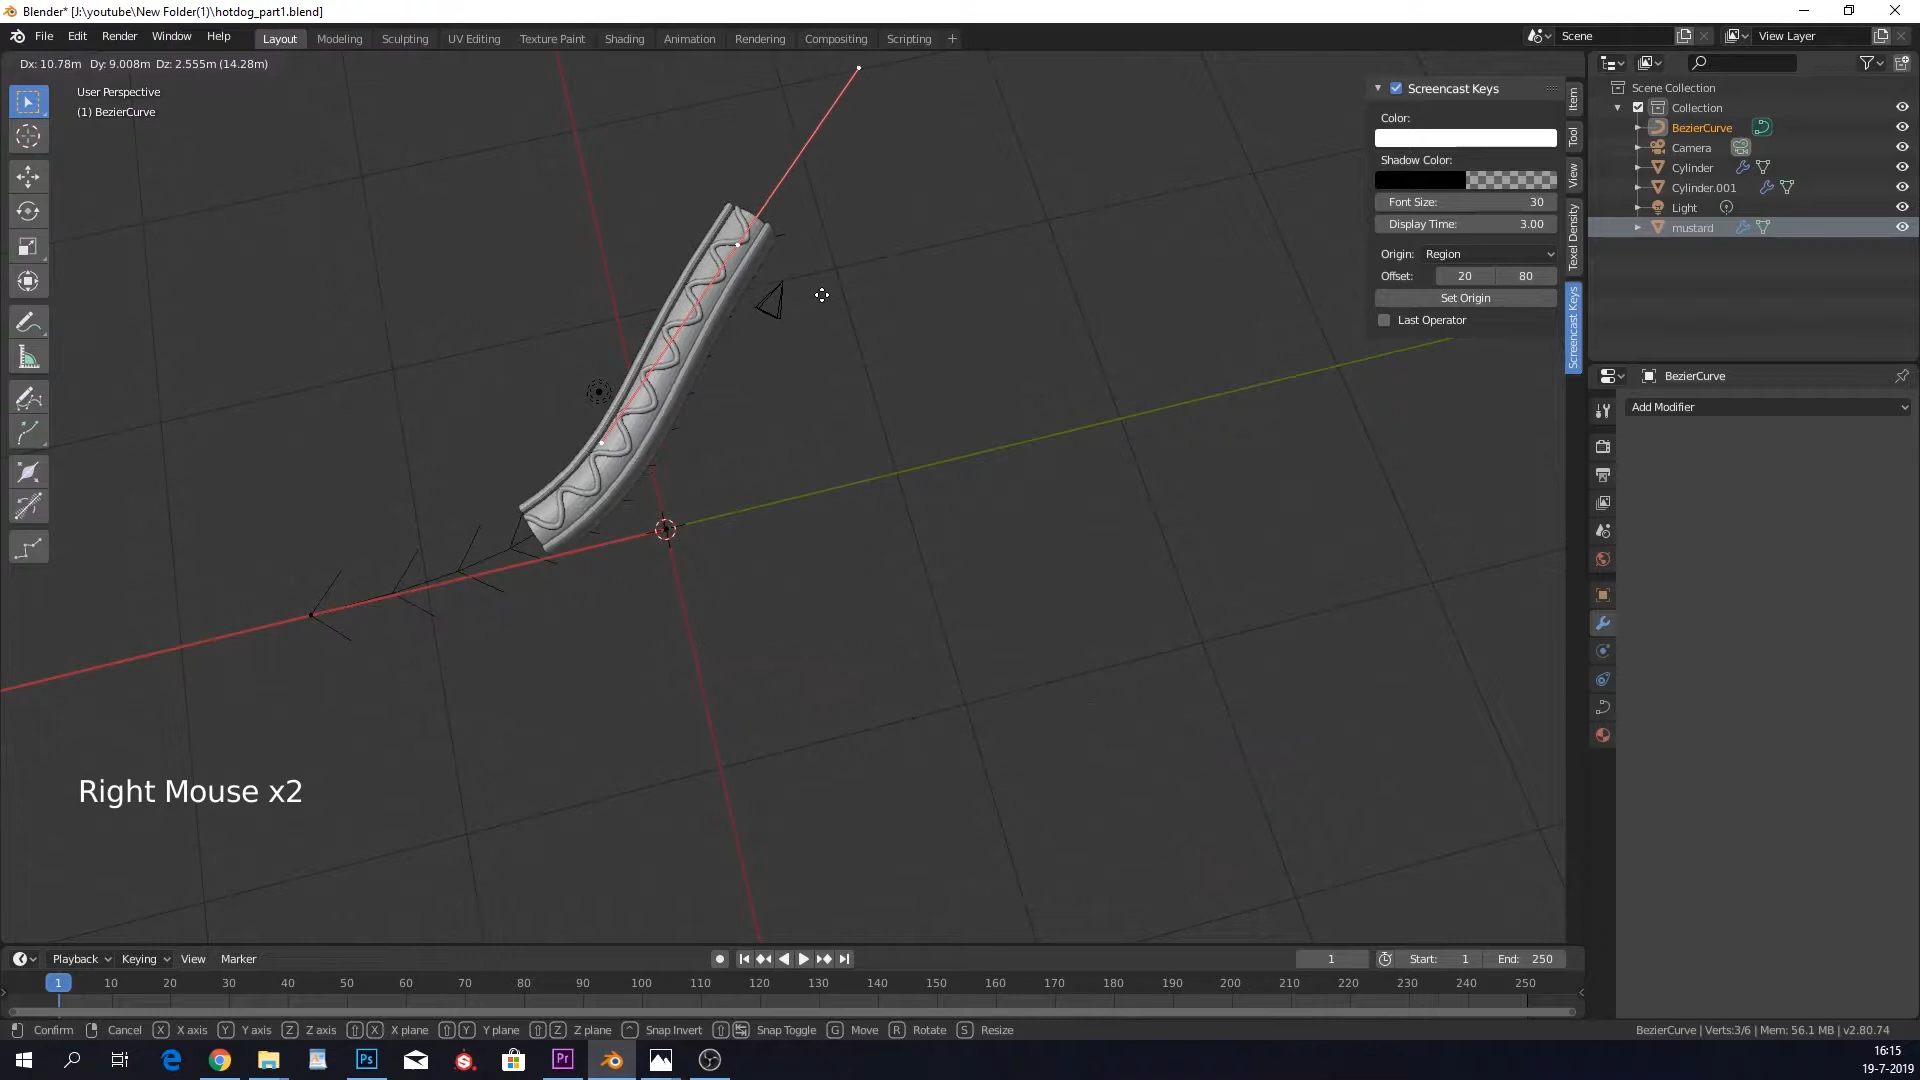 Blender* [J:\youtube\New Folder(1)\hotdog_part1.blend]
File Edit Render Window Help Layout Modeling Sculpting UV Editing Texture Paint Shading Animation Rendering Compositing Scripting + Scene View Layer
Dx: 10.78m Dy: 9.008m Dz: 2.555m (14.28m)
User Perspective
(1) BezierCurve
Screencast Keys
Color:
Shadow Color:
Font Size: 30
Display Time: 3.00
Origin: Region
Offset: 20 80
Set Origin
Last Operator
Item
Tool
View
Texel Density
Screencast Keys
Scene Collection
Collection
BezierCurve
Camera
Cylinder
Cylinder.001
Light
mustard
BezierCurve
Add Modifier
Right Mouse x2
Playback Keying View Marker 1 Start: 1 End: 250
1 10 20 30 40 50 60 70 80 90 100 110 120 130 140 150 160 170 180 190 200 210 220 230 240 250
Confirm Cancel X X axis Y Y axis Z Z axis X X plane Y Y plane Z Z plane ^ Snap Invert Snap Toggle G Move R Rotate S Resize BezierCurve | Verts:3/6 | Mem: 56.1 MB | v2.80.74
Ps Pr
16:15
19-7-2019